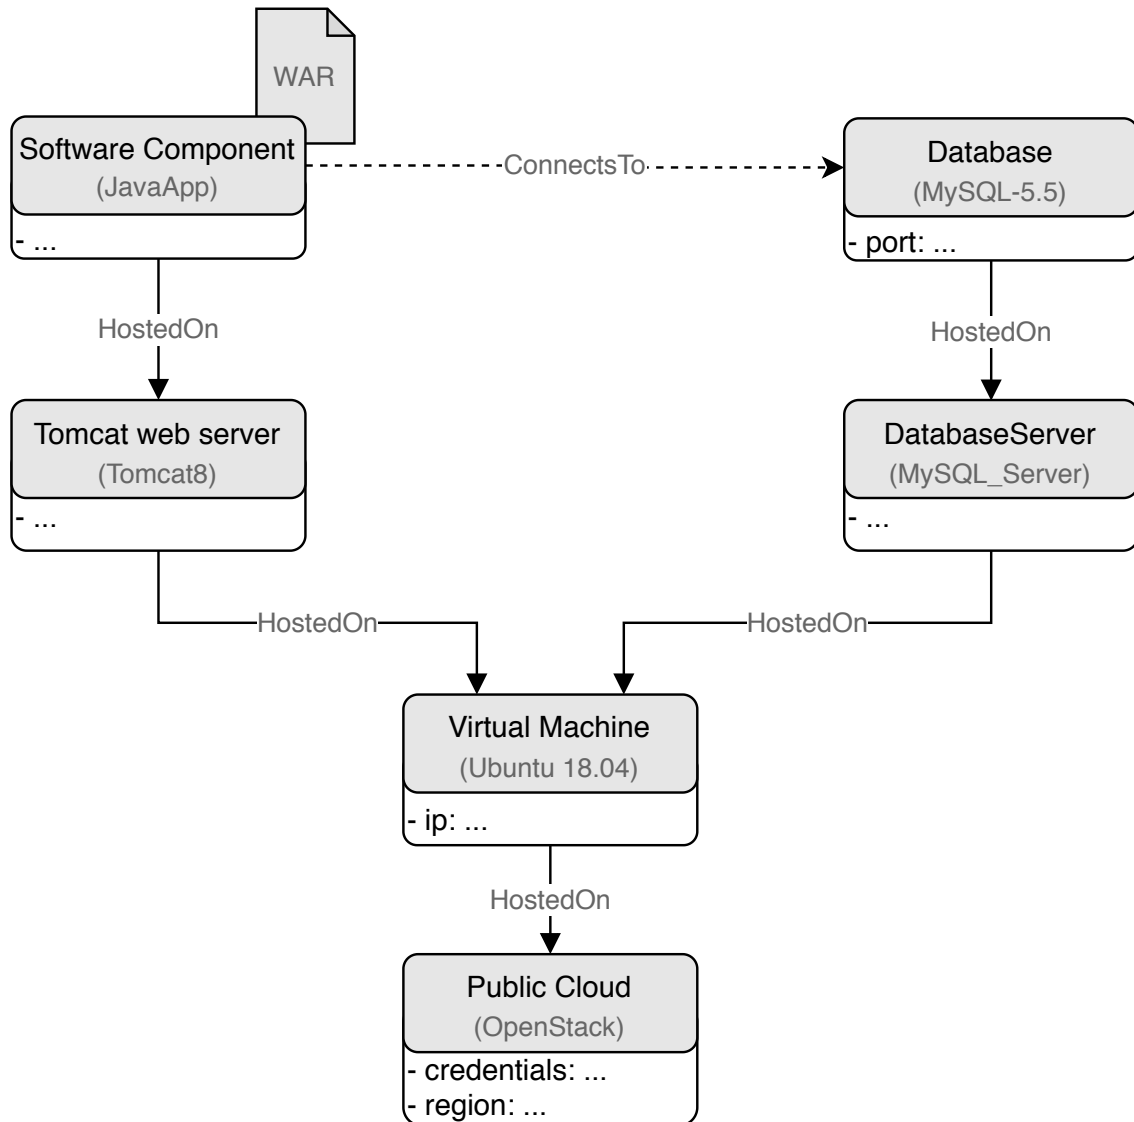 WAR
Software Component
(JavaApp)
- ...
ConnectsTo
Database
(MySQL-5.5)
- port: ...
HostedOn
HostedOn
Tomcat web server
(Tomcat8)
- ...
DatabaseServer
(MySQL_Server)
- ...
HostedOn
HostedOn
Virtual Machine
(Ubuntu 18.04)
- ip: ...
HostedOn
Public Cloud
(OpenStack)
- credentials: ...
- region: ...